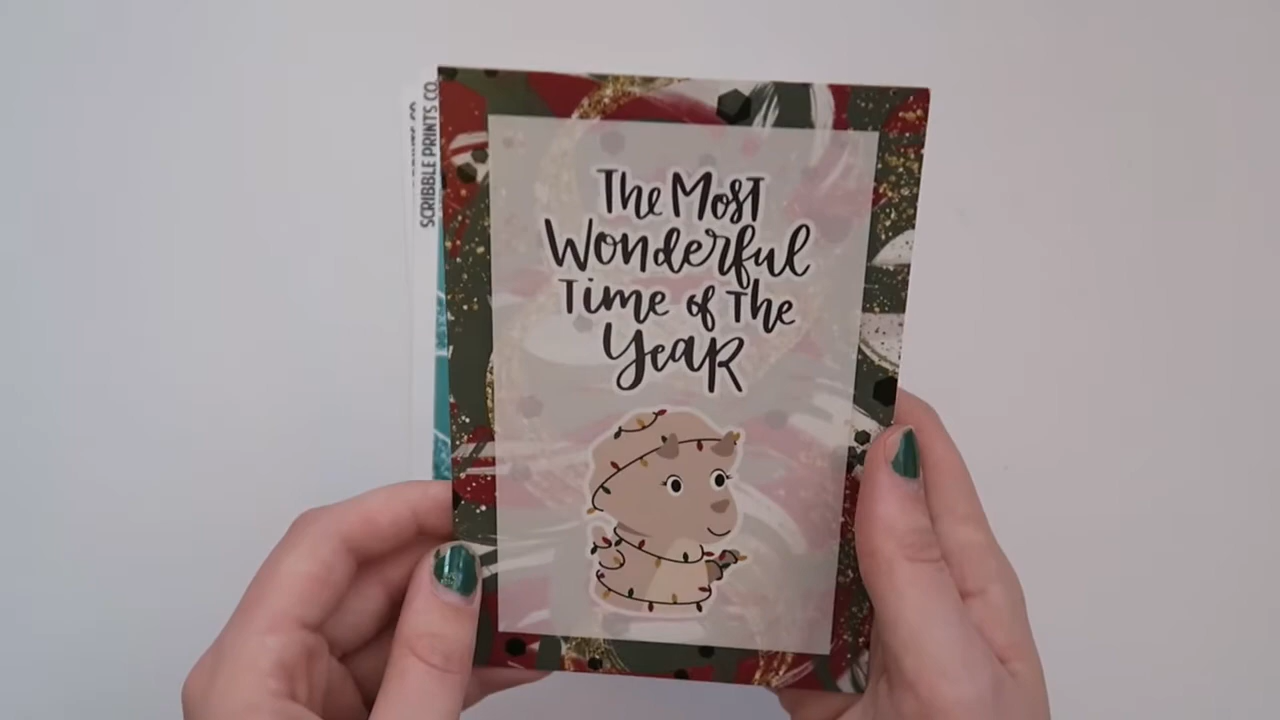 SCRIBBLE PRINTS CO.
The Most
Wonderful
Time of The
Year